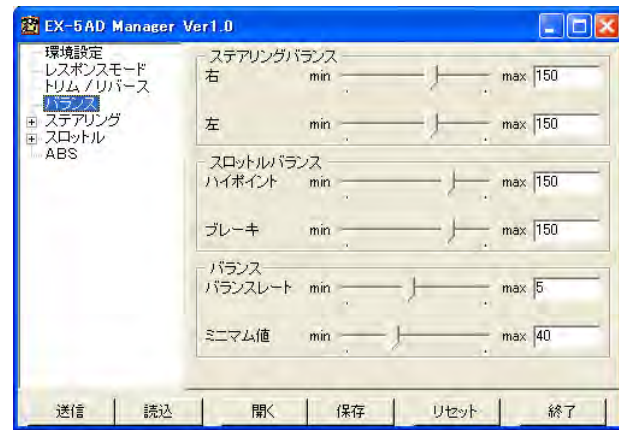 EX-5AD Manager Ver1.0
環境設定
レスポンスモード
トリム/リバース
バランス
ステアリング
スロットル
ABS
ステアリングバランス
右 min max 150
左 min max 150
スロットルバランス
ハイポイント min max 150
ブレーキ min max 150
バランス
バランスレート min max 5
ミニマム値 min max 40
送信 読込 開く 保存 リセット 終了